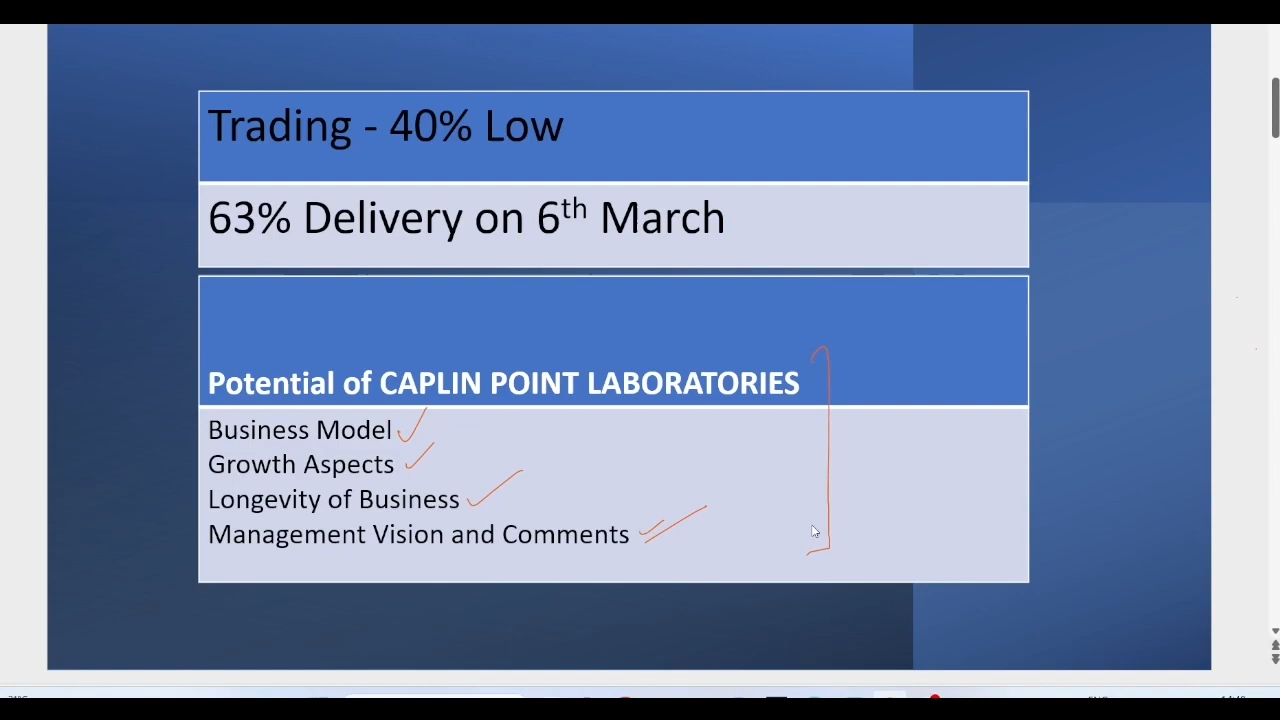 Trading - 40% Low
63% Delivery on 6th March
Potential of CAPLIN POINT LABORATORIES
Business Model
Growth Aspects
Longevity of Business
Management Vision and Comments